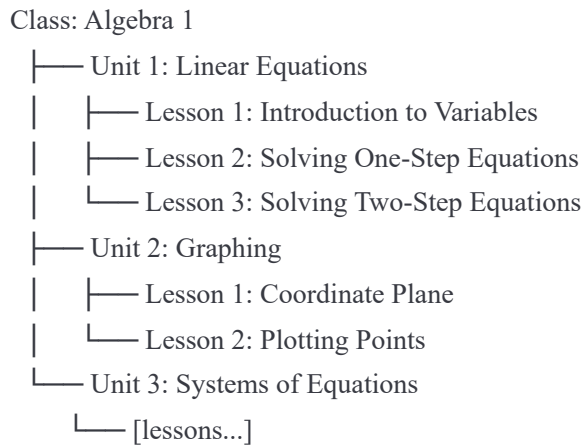 Class: Algebra 1
├── Unit 1: Linear Equations
│   ├── Lesson 1: Introduction to Variables
│   ├── Lesson 2: Solving One-Step Equations
│   └── Lesson 3: Solving Two-Step Equations
├── Unit 2: Graphing
│   ├── Lesson 1: Coordinate Plane
│   └── Lesson 2: Plotting Points
└── Unit 3: Systems of Equations
    └── [lessons...]